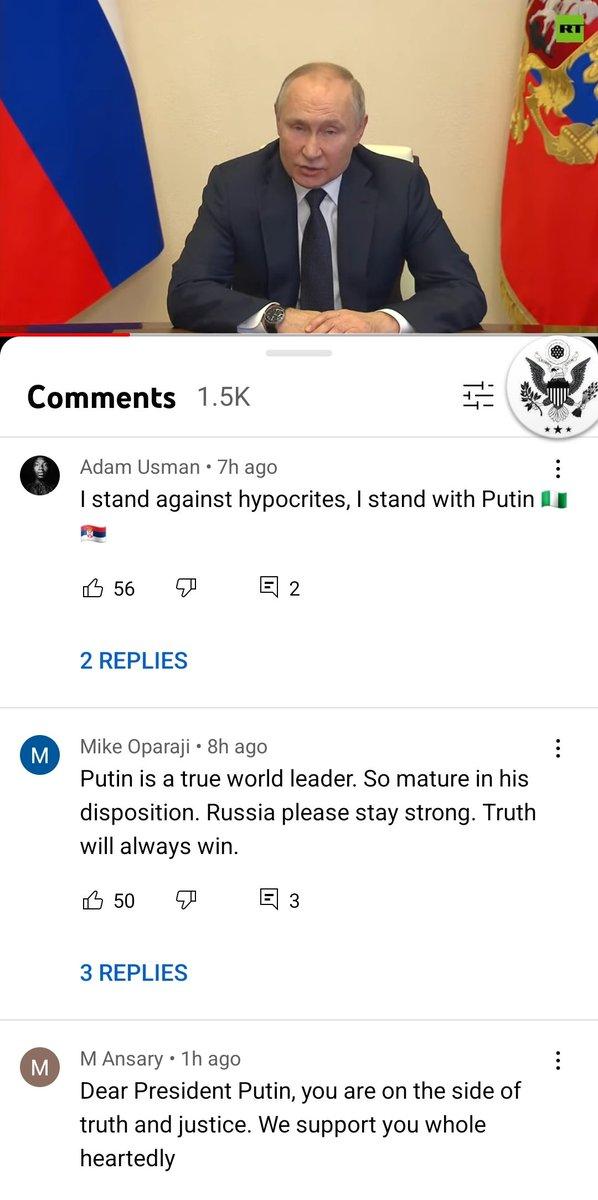 RT
Comments 1.5K
Adam Usman • 7h ago
I stand against hypocrites, I stand with Putin 🇳🇬
🇷🇸
56 2
2 REPLIES
M
Mike Oparaji • 8h ago
Putin is a true world leader. So mature in his
disposition. Russia please stay strong. Truth
will always win.
50 3
3 REPLIES
M
M Ansary • 1h ago
Dear President Putin, you are on the side of
truth and justice. We support you whole
heartedly